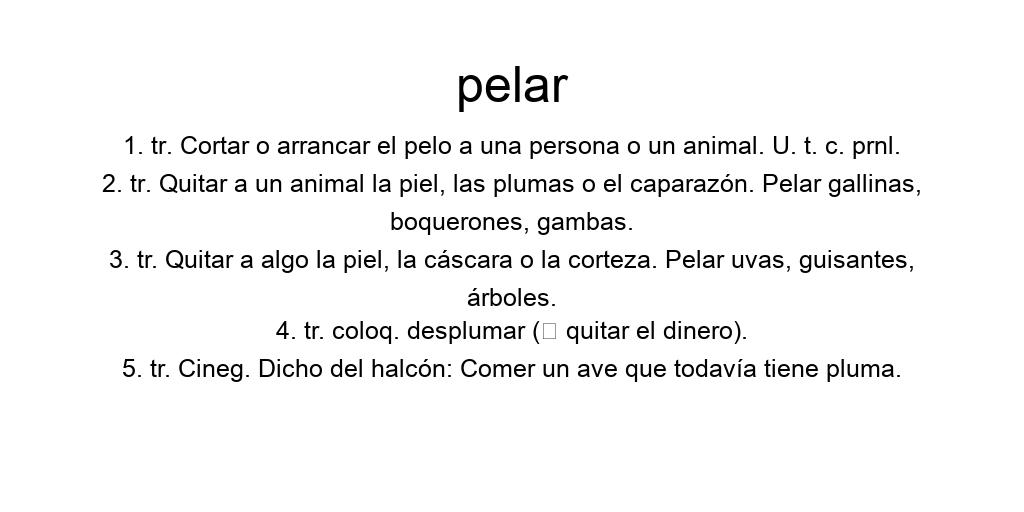 pelar
1. tr. Cortar o arrancar el pelo a una persona o un animal. U. t. c. prnl.
2. tr. Quitar a un animal la piel, las plumas o el caparazón. Pelar gallinas,
boquerones, gambas.
3. tr. Quitar a algo la piel, la cáscara o la corteza. Pelar uvas, guisantes,
árboles.
4. tr. coloq. desplumar (□ quitar el dinero).
5. tr. Cineg. Dicho del halcón: Comer un ave que todavía tiene pluma.